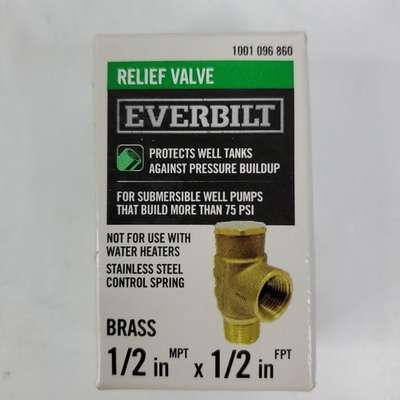 1001 096 860
RELIEF VALVE
EVERBILT
PROTECTS WELL TANKS
AGAINST PRESSURE BUILDUP
FOR SUBMERSIBLE WELL PUMPS
THAT BUILD MORE THAN 75 PSI
NOT FOR USE WITH
WATER HEATERS
STAINLESS STEEL
CONTROL SPRING
BRASS
1/2 in MPT x 1/2 in FPT